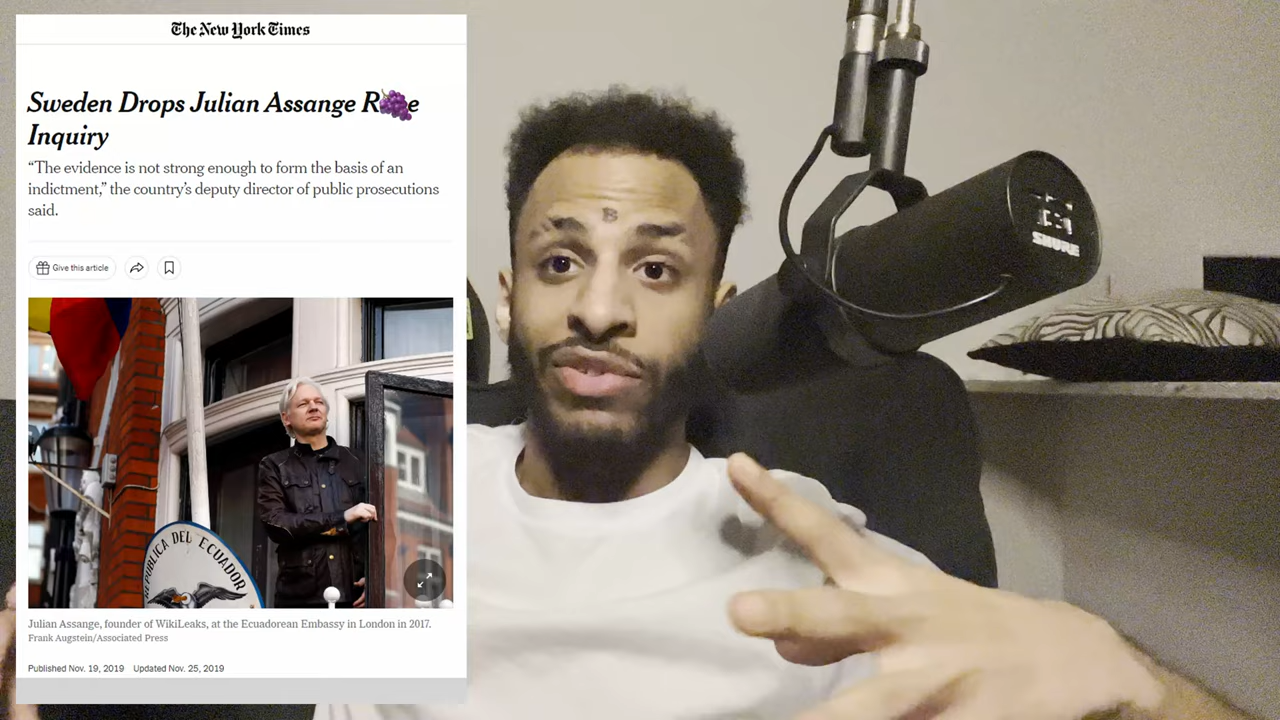 The New York Times
Sweden Drops Julian Assange R🍇e
Inquiry
“The evidence is not strong enough to form the basis of an
indictment,” the country’s deputy director of public prosecutions
said.
Give this article
REPÚBLICA DEL ECUADOR
Julian Assange, founder of WikiLeaks, at the Ecuadorean Embassy in London in 2017.
Frank Augstein/Associated Press
Published Nov. 19, 2019 Updated Nov. 25, 2019
B
SHURE